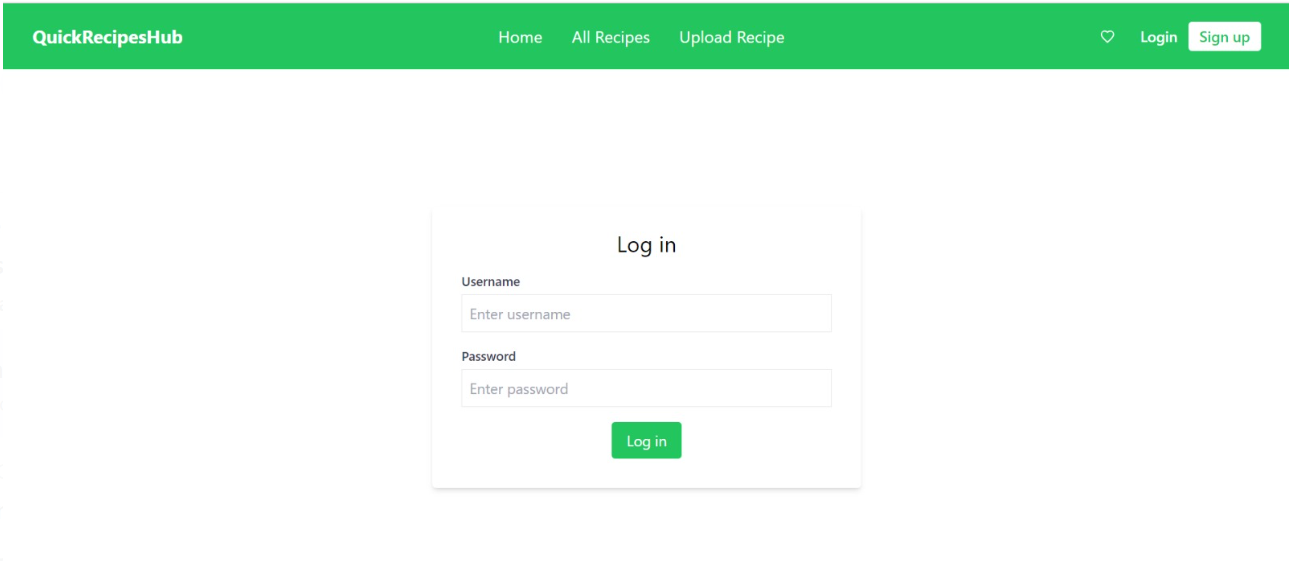 QuickRecipesHub Home All Recipes Upload Recipe Login Sign up
Log in
Username
Enter username
Password
Enter password
Log in